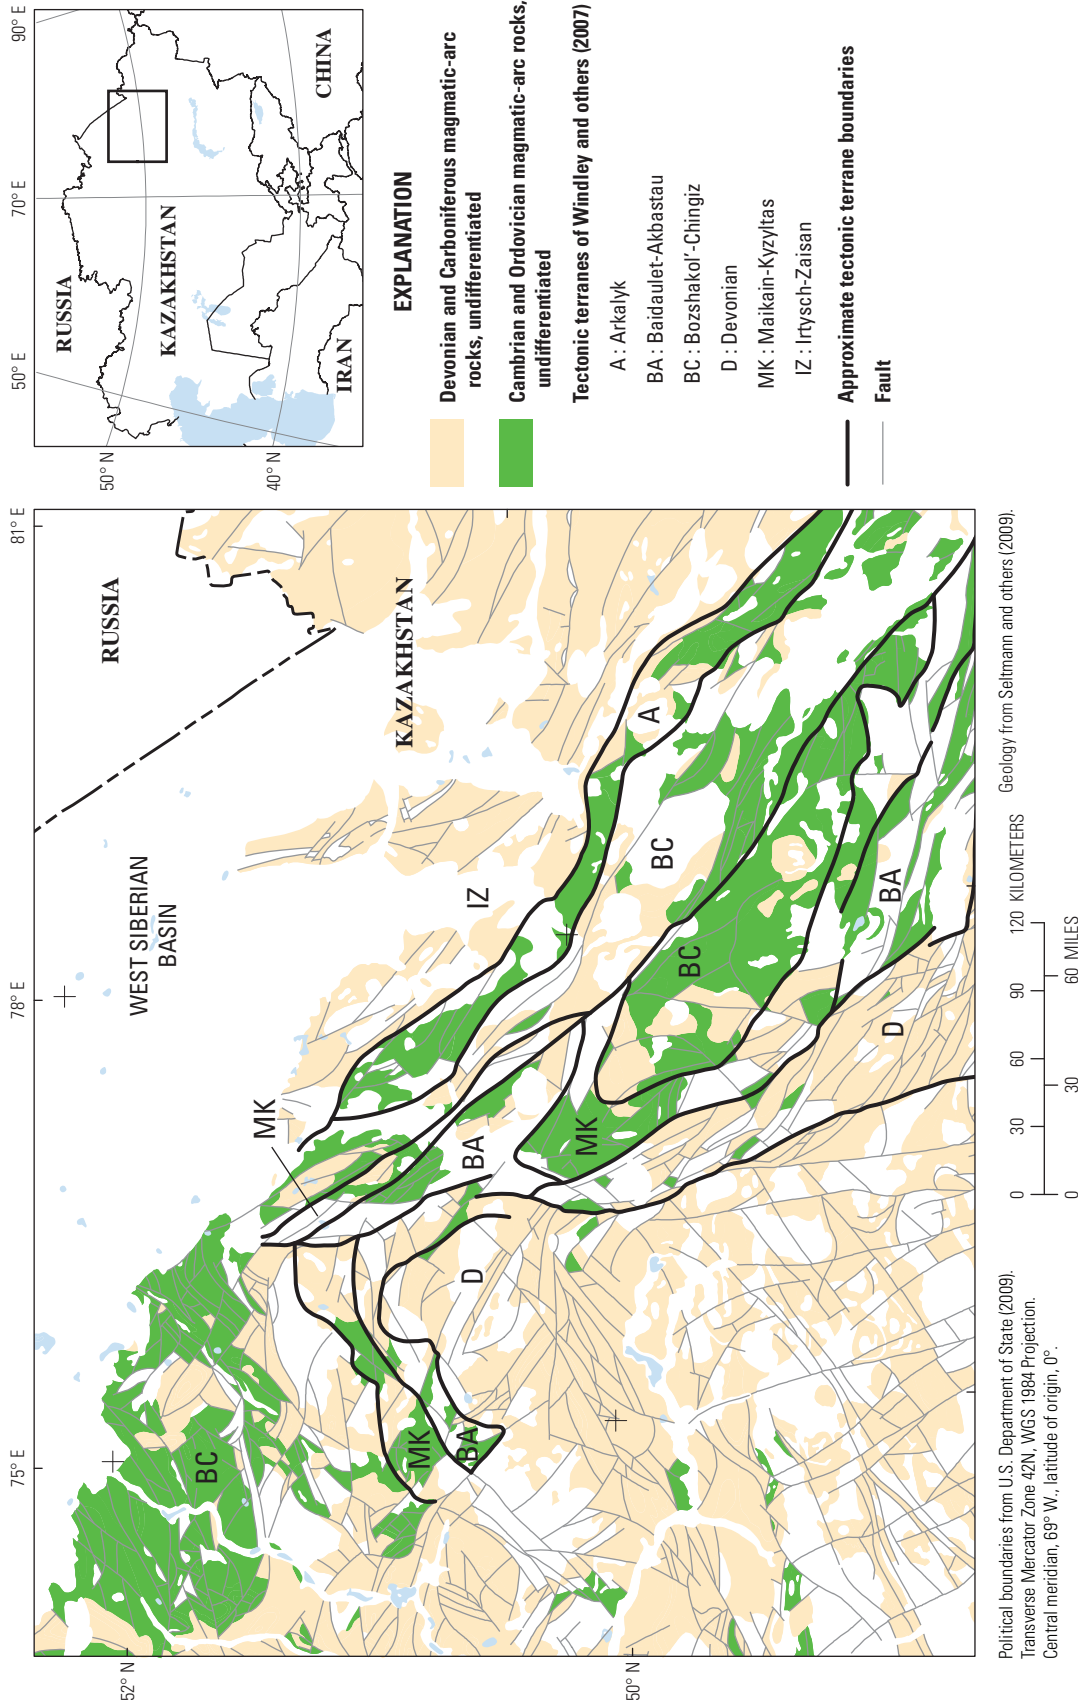 81° E
78° E
75° E
52° N
50° N
RUSSIA
KAZAKHSTAN
WEST SIBERIAN
BASIN
IZ
A
BC
BC
BA
D
MK
BA
MK
D
MK
BA
BC
90° E
70° E
50° E
50° N
40° N
RUSSIA
KAZAKHSTAN
CHINA
IRAN
EXPLANATION
Devonian and Carboniferous magmatic-arc
rocks, undifferentiated
Cambrian and Ordovician magmatic-arc rocks,
undifferentiated
Tectonic terranes of Windley and others (2007)
A : Arkalyk
BA : Baidaulet-Akbastau
BC : Bozshakol’-Chingiz
D : Devonian
MK : Maikain-Kyzyltas
IZ : Irtysch-Zaisan
Approximate tectonic terrane boundaries
Fault
Political boundaries from U.S. Department of State (2009).
Transverse Mercator Zone 42N, WGS 1984 Projection.
Central meridian, 69° W., latitude of origin, 0°.
0 30 60 90 120 KILOMETERS
0 30 60 MILES
Geology from Seltmann and others (2009).